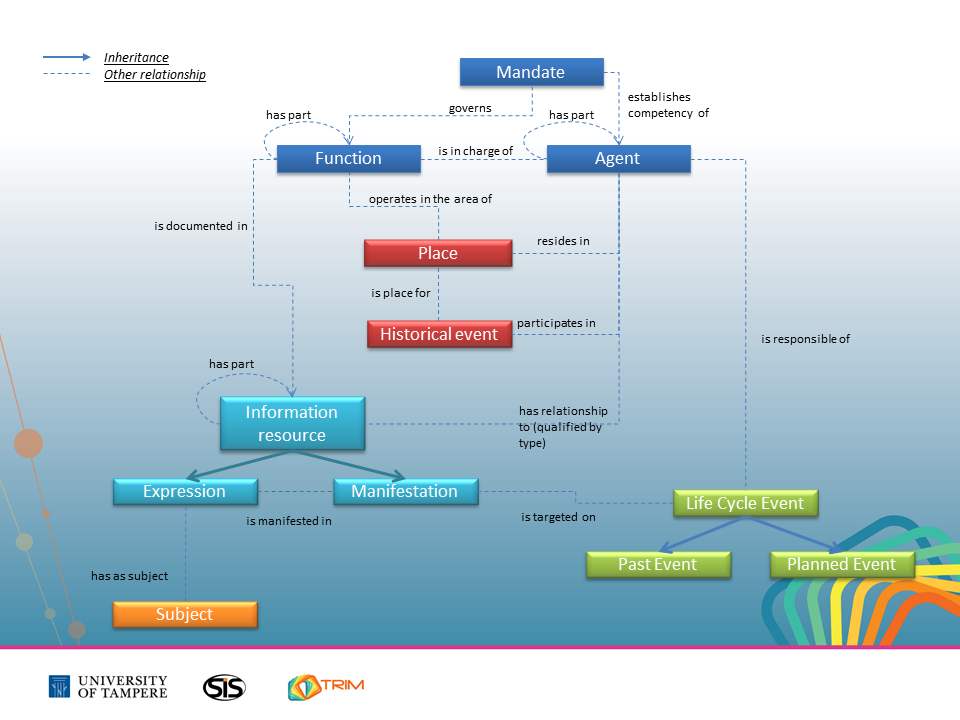 Inheritance
Other relationship
Mandate
establishes
competency of
governs
has part
has part
Function
is in charge of
Agent
operates in the area of
is documented in
resides in
Place
is place for
participates in
Historical event
is responsible of
has part
Information
resource
has relationship
to (qualified by
type)
Expression
Manifestation
Life Cycle Event
is manifested in
is targeted on
Past Event
Planned Event
has as subject
Subject
UNIVERSITY
OF TAMPERE
SIS
TRIM